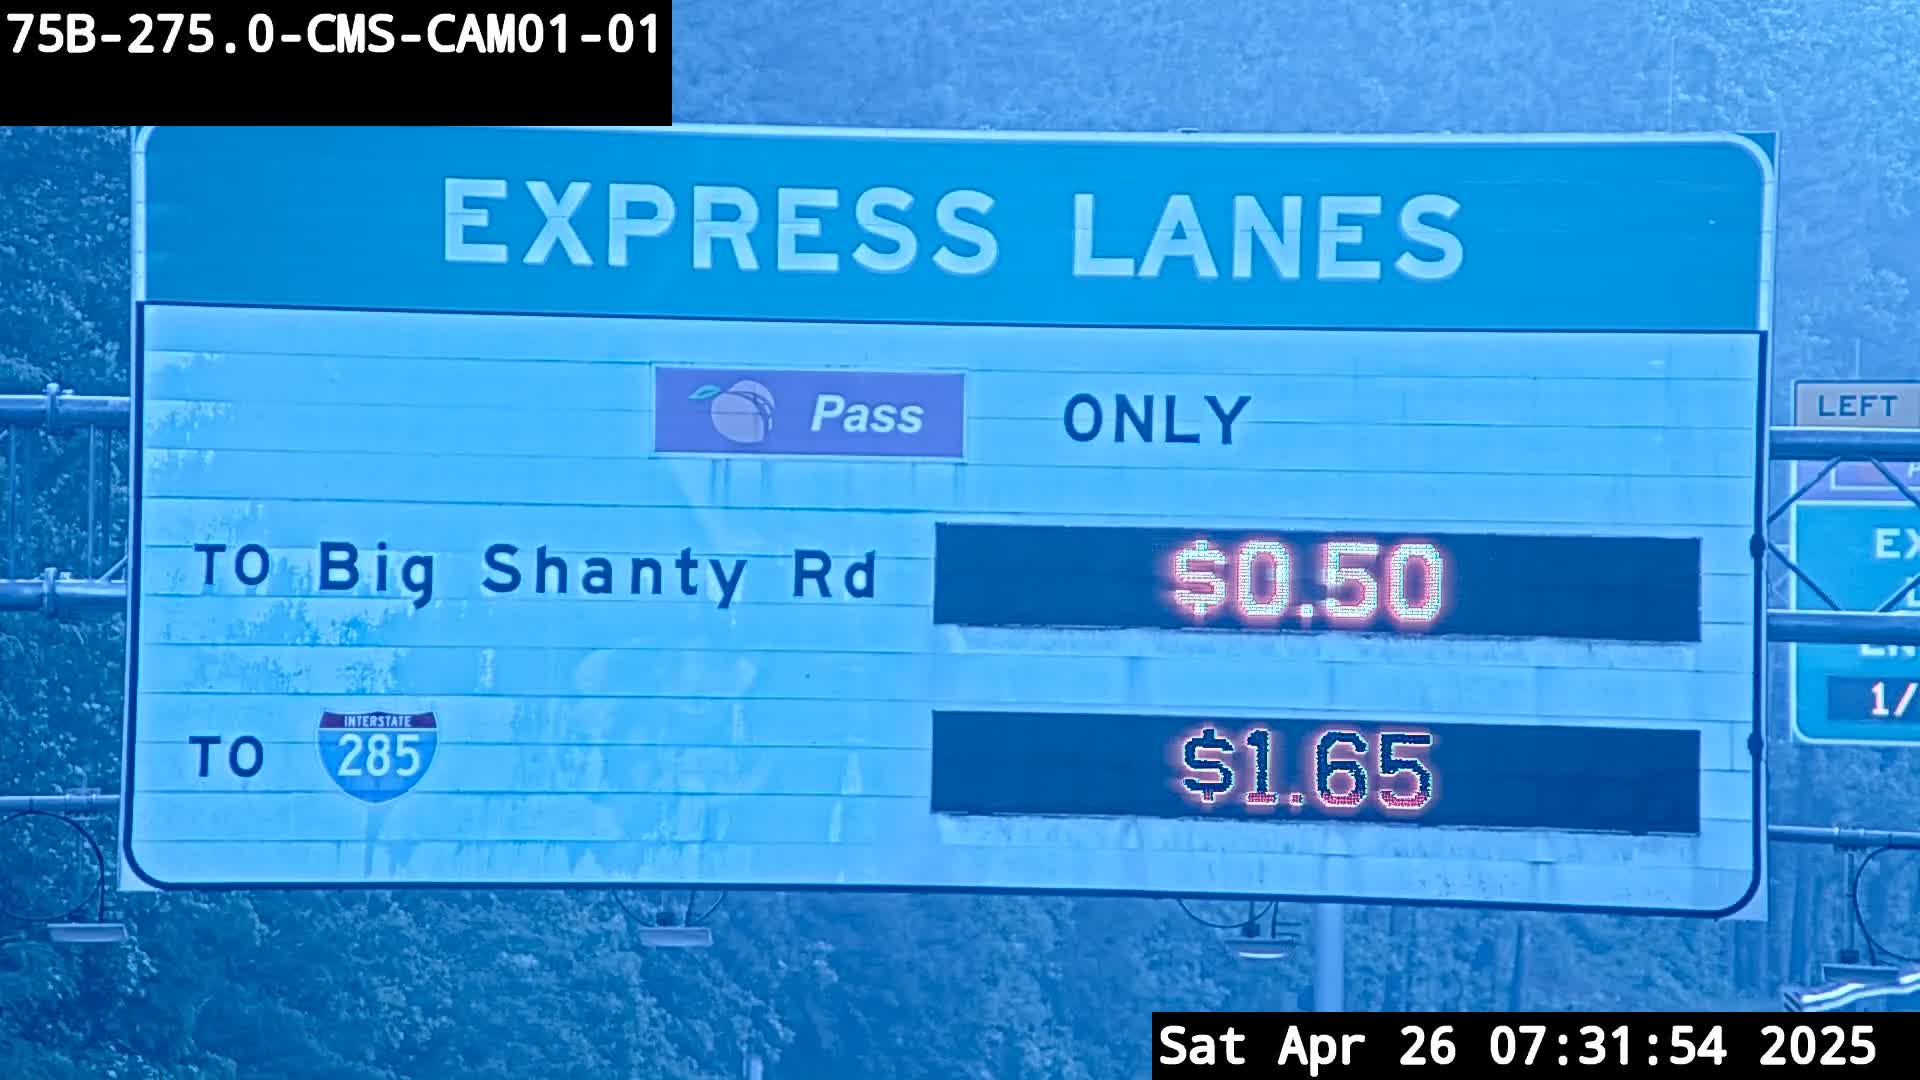 75B-275.0-CMS-CAM01-01
EXPRESS LANES
Pass ONLY
TO Big Shanty Rd $0.50
TO INTERSTATE 285 $1.65
LEFT
1/
Sat Apr 26 07:31:54 2025